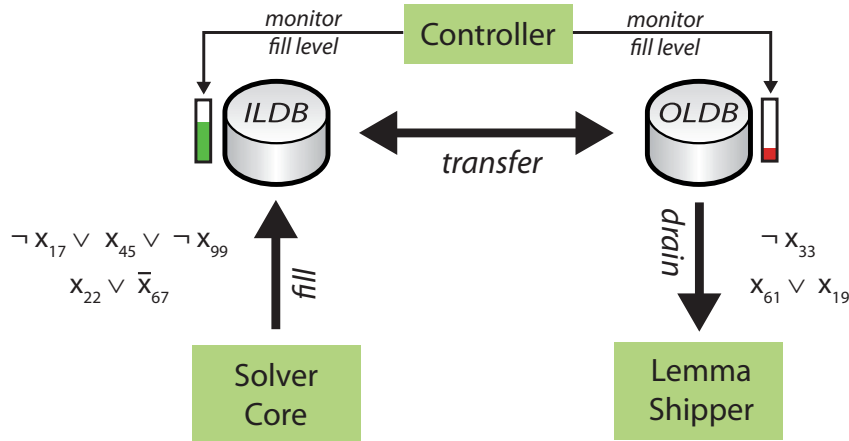 monitor
fill level
Controller
monitor
fill level
ILDB
OLDB
transfer
¬ x₁₇ ∨ x₄₅ ∨ ¬ x₉₉
x₂₂ ∨ x̄₆₇
fill
drain
¬ x₃₃
x₆₁ ∨ x₁₉
Solver
Core
Lemma
Shipper